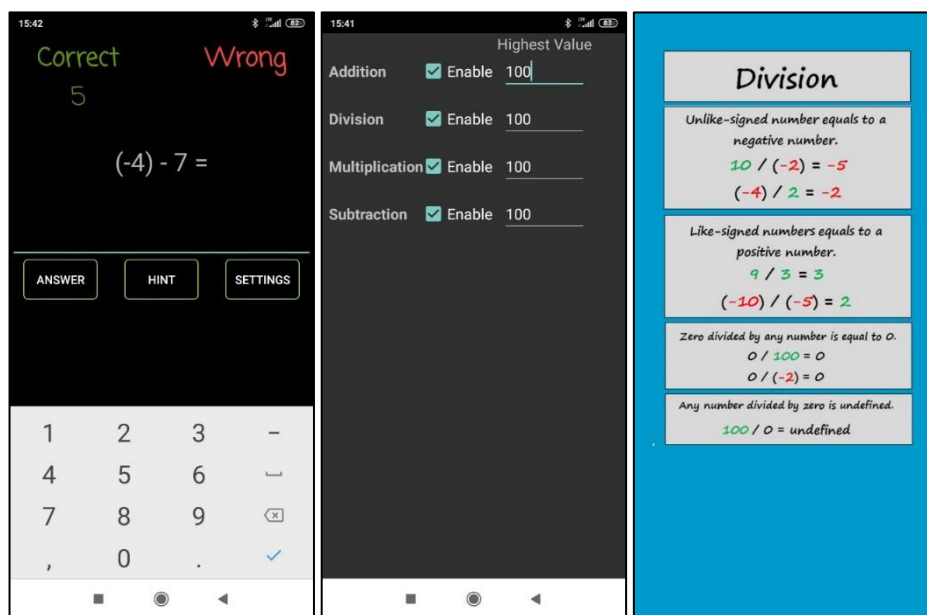 15:42
82
Correct
Wrong
5
(-4) - 7 =
ANSWER
HINT
SETTINGS
1 2 3 -
4 5 6
7 8 9
, 0 .
15:41
83
Highest Value
Addition Enable 100
Division Enable 100
Multiplication Enable 100
Subtraction Enable 100
Division
Unlike-signed number equals to a
negative number.
10 / (-2) = -5
(-4) / 2 = -2
Like-signed numbers equals to a
positive number.
9 / 3 = 3
(-10) / (-5) = 2
Zero divided by any number is equal to 0.
0 / 100 = 0
0 / (-2) = 0
Any number divided by zero is undefined.
100 / 0 = undefined